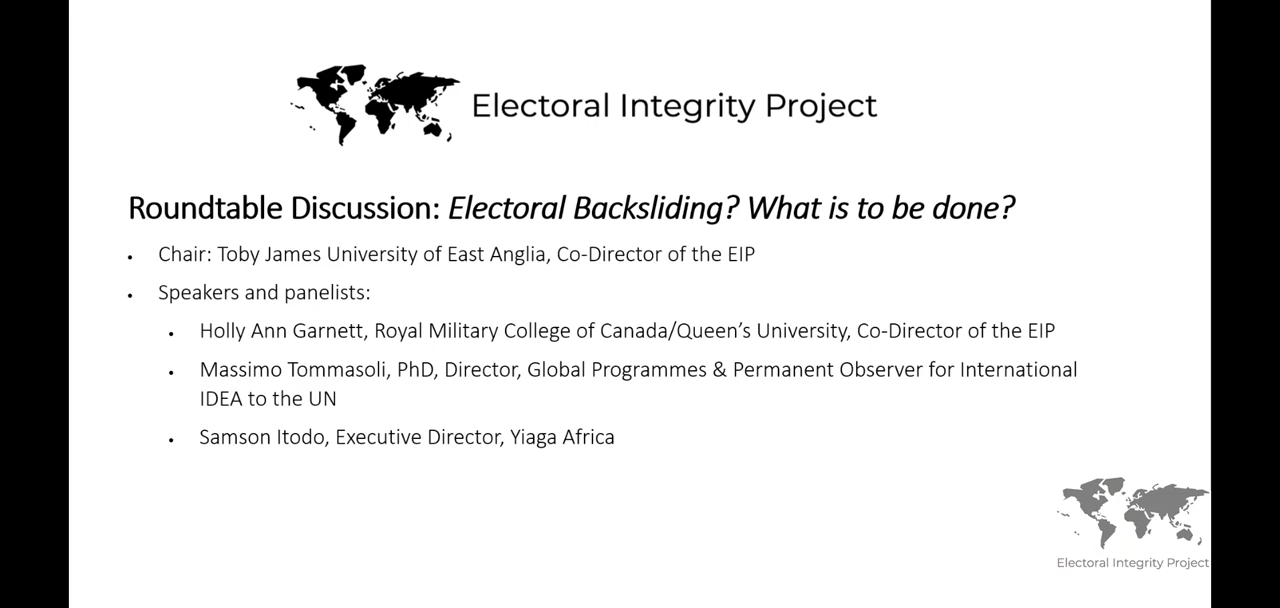 Electoral Integrity Project
Roundtable Discussion: Electoral Backsliding? What is to be done?
• Chair: Toby James University of East Anglia, Co-Director of the EIP
• Speakers and panelists:
• Holly Ann Garnett, Royal Military College of Canada/Queen’s University, Co-Director of the EIP
• Massimo Tommasoli, PhD, Director, Global Programmes & Permanent Observer for International
IDEA to the UN
• Samson Itodo, Executive Director, Yiaga Africa
Electoral Integrity Project